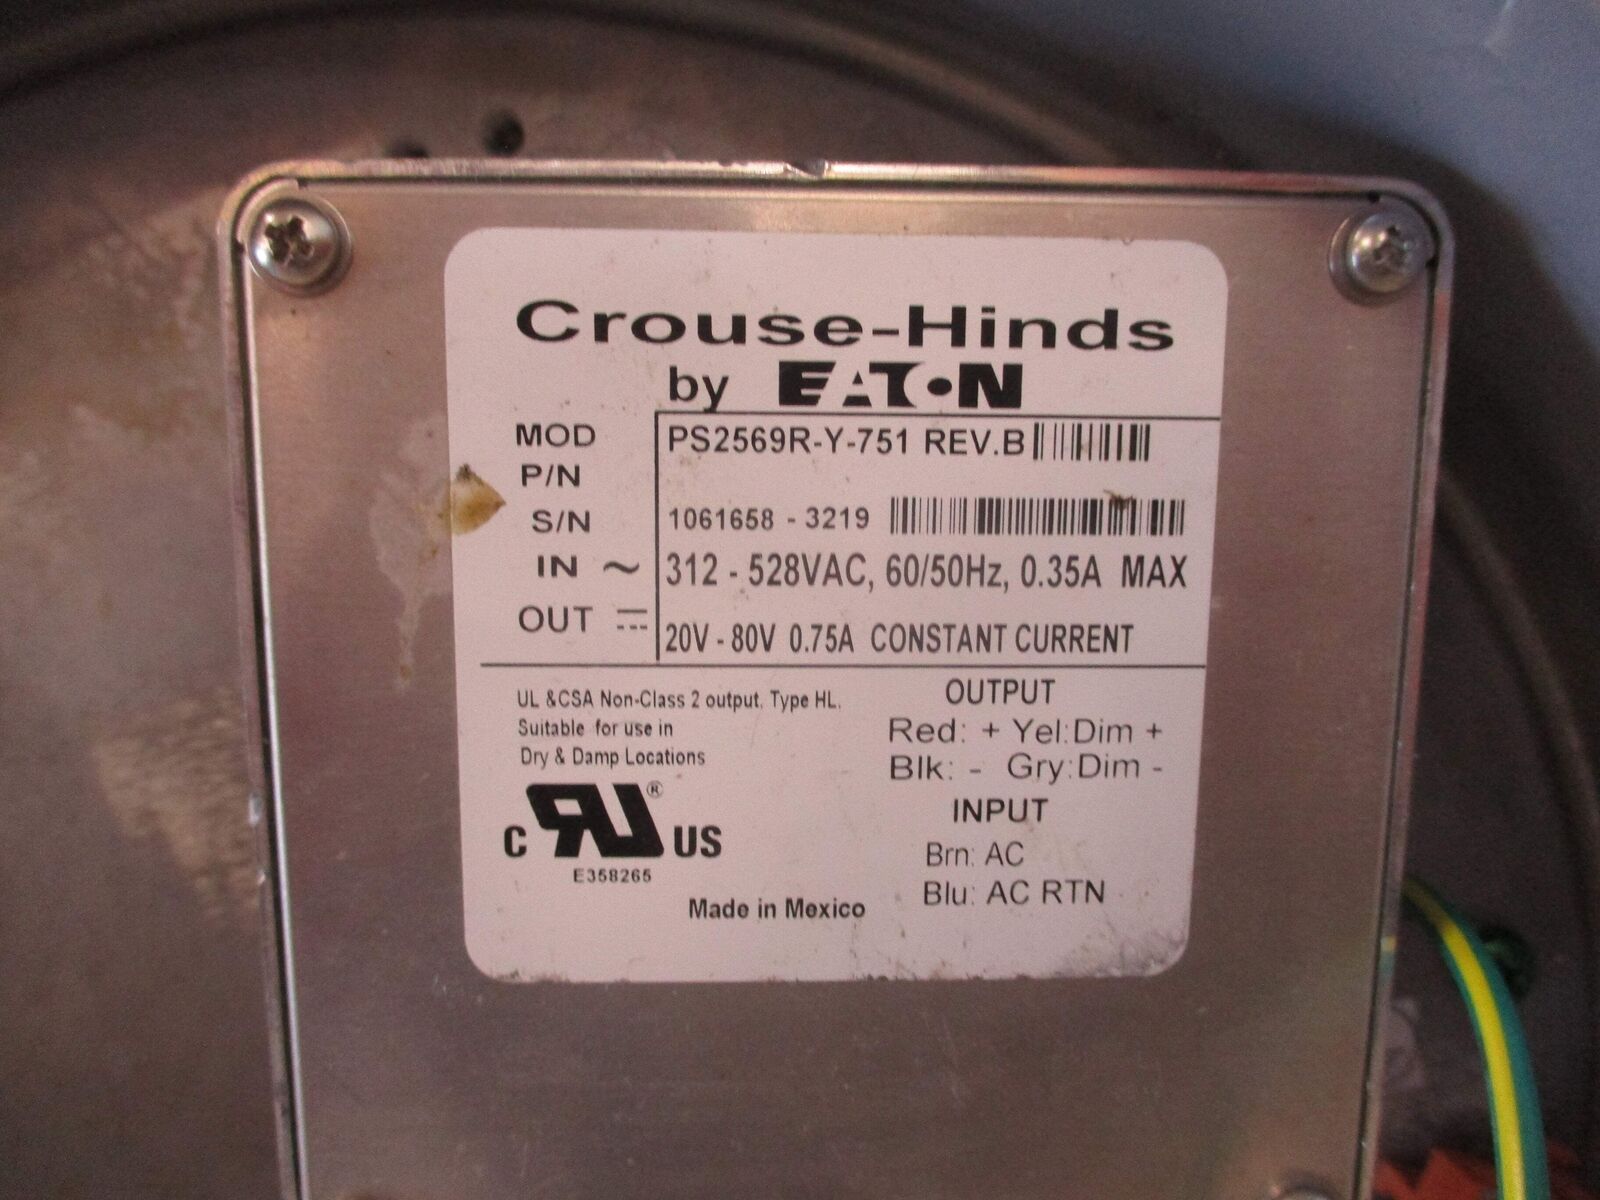 Crouse-Hinds
by EATON
MOD PS2569R-Y-751 REV.B
P/N
S/N 1061658 - 3219
IN ~ 312 - 528VAC, 60/50Hz, 0.35A MAX
OUT 20V - 80V 0.75A CONSTANT CURRENT
UL &CSA Non-Class 2 output. Type HL.
Suitable for use in
Dry & Damp Locations
C RU® US
E358265
Made in Mexico
OUTPUT
Red: + Yel:Dim +
Blk: - Gry:Dim -
INPUT
Brn: AC
Blu: AC RTN